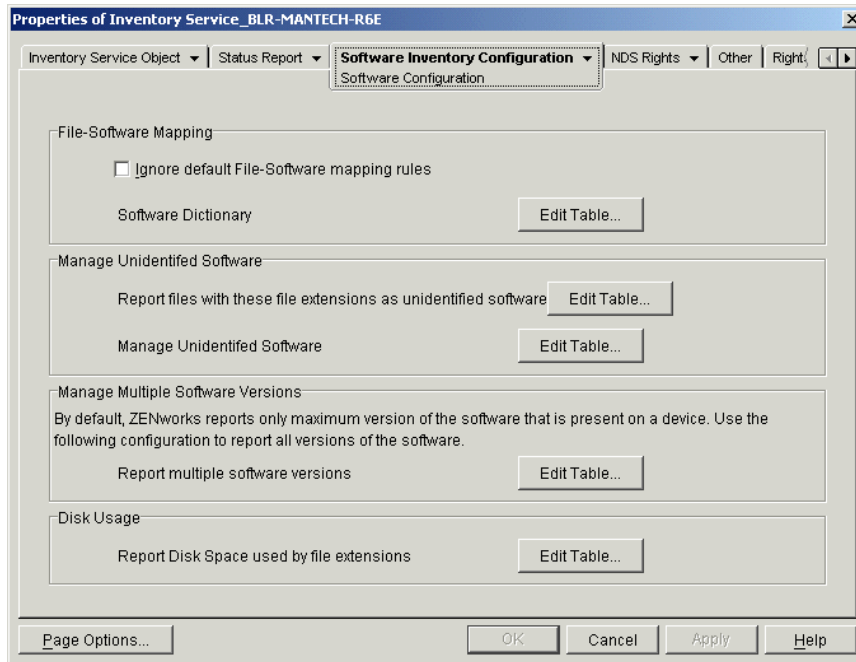 Properties of Inventory Service_BLR-MANTECH-R6E
Inventory Service Object
Status Report
Software Inventory Configuration
NDS Rights
Other
Rights
Software Configuration
File-Software Mapping
Ignore default File-Software mapping rules
Software Dictionary
Edit Table...
Manage Unidentifed Software
Report files with these file extensions as unidentified software
Edit Table...
Manage Unidentifed Software
Edit Table...
Manage Multiple Software Versions
By default, ZENworks reports only maximum version of the software that is present on a device. Use the
following configuration to report all versions of the software.
Report multiple software versions
Edit Table...
Disk Usage
Report Disk Space used by file extensions
Edit Table...
Page Options...
OK
Cancel
Apply
Help